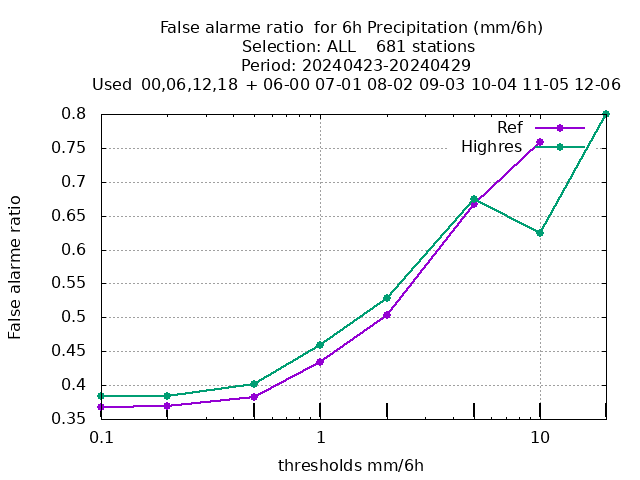 False alarme ratio  for 6h Precipitation (mm/6h)
Selection: ALL    681 stations
Period: 20240423-20240429
Used  00,06,12,18  + 06-00 07-01 08-02 09-03 10-04 11-05 12-06
0.8
0.75
0.7
0.65
0.6
0.55
0.5
0.45
0.4
0.35
False alarme ratio
Ref
Highres
0.1
1
10
thresholds mm/6h